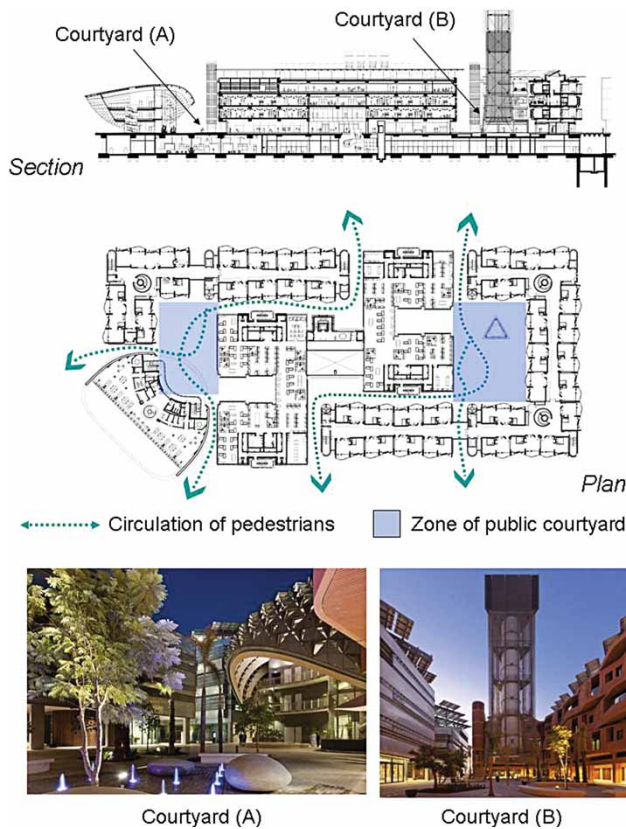 Courtyard (A)
Courtyard (B)
Section
Plan
Circulation of pedestrians
Zone of public courtyard
Courtyard (A)
Courtyard (B)